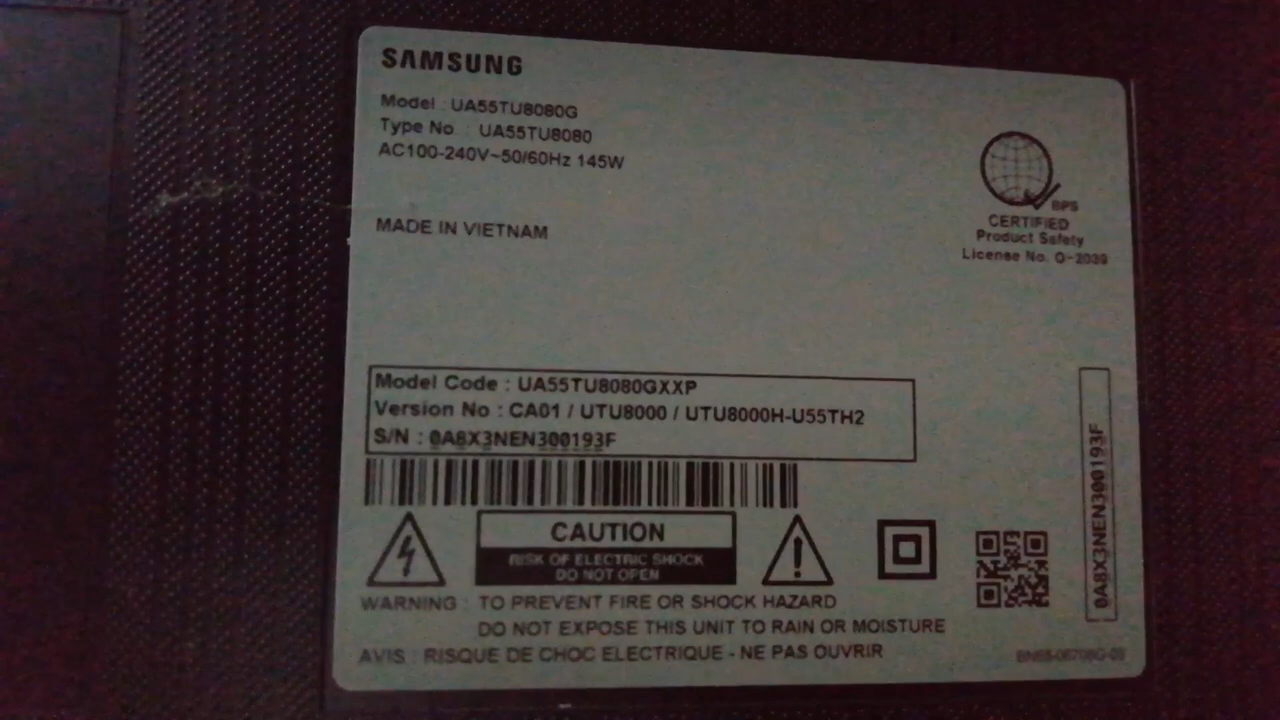 SAMSUNG
Model : UA55TU8080G
Type No. : UA55TU8080
AC100-240V~50/60Hz 145W
MADE IN VIETNAM
BPS
CERTIFIED
Product Safety
License No. Q-2039
Model Code : UA55TU8080GXXP
Version No : CA01 / UTU8000 / UTU8000H-U55TH2
S/N : 0A8X3NEN300193F
0A8X3NEN300193F
CAUTION
RISK OF ELECTRIC SHOCK
DO NOT OPEN
WARNING : TO PREVENT FIRE OR SHOCK HAZARD
DO NOT EXPOSE THIS UNIT TO RAIN OR MOISTURE
AVIS : RISQUE DE CHOC ELECTRIQUE - NE PAS OUVRIR